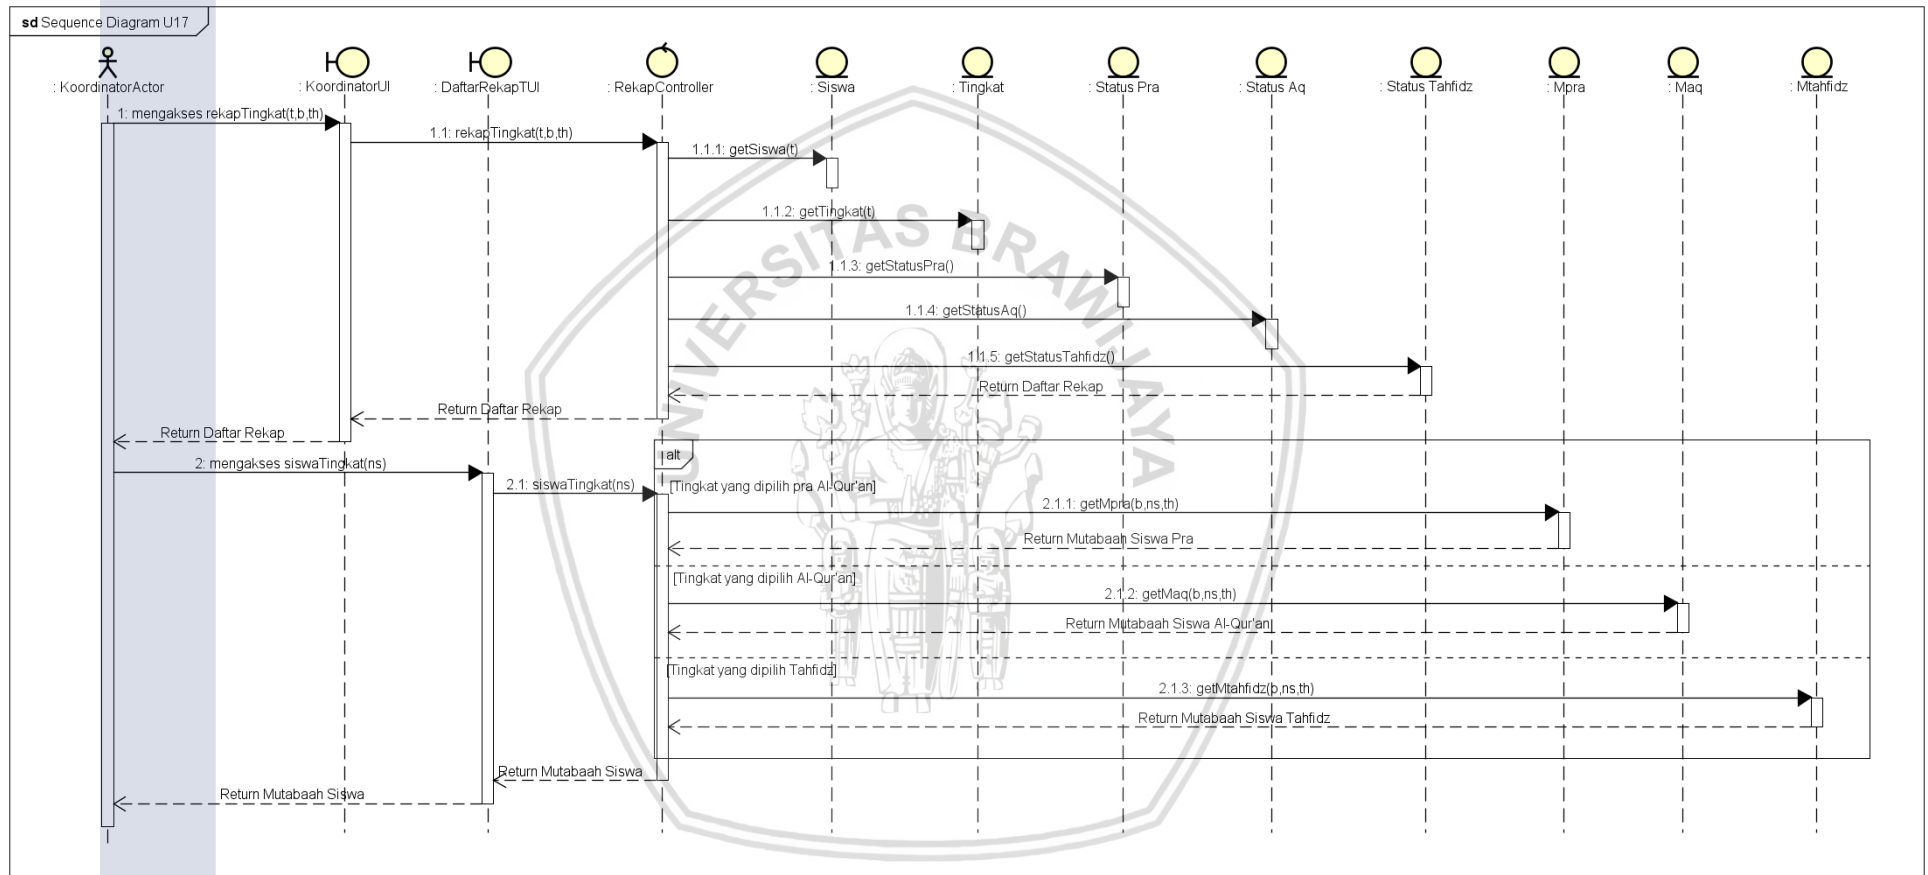 sd Sequence Diagram U17
: KoordinatorActor
: KoordinatorUI
: DaftarRekapTUI
: RekapController
: Siswa
: Tingkat
: Status Pra
: Status Aq
: Status Tahfidz
: Mpra
: Maq
: Mtahfidz
1: mengakses rekapTingkat(t,b,th)
1.1: rekapTingkat(t,b,th)
1.1.1: getSiswa(t)
1.1.2: getTingkat(t)
1.1.3: getStatusPra()
1.1.4: getStatusAq()
1.1.5: getStatusTahfidz()
Return Daftar Rekap
Return Daftar Rekap
Return Daftar Rekap
alt
2: mengakses siswaTingkat(ns)
2.1: siswaTingkat(ns)
[Tingkat yang dipilih pra Al-Qur'an]
2.1.1: getMpra(b,ns,th)
Return Mutabaah Siswa Pra
[Tingkat yang dipilih Al-Qur'an]
2.1.2: getMaq(b,ns,th)
Return Mutabaah Siswa Al-Qur'an
[Tingkat yang dipilih Tahfidz]
2.1.3: getMtahfidz(b,ns,th)
Return Mutabaah Siswa Tahfidz
Return Mutabaah Siswa
Return Mutabaah Siswa
UNIVERSITAS BRAWIJAYA